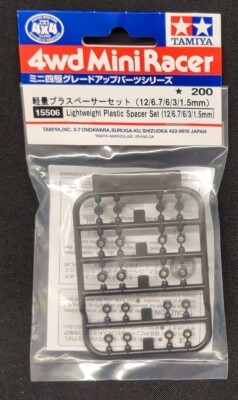 4x4
TAMIYA
4wd Mini Racer
ミニ四駆グレードアップパーツシリーズ
★ 200
軽量プラスペーサーセット (12/6.7/6/3/1.5mm)
15506 Lightweight Plastic Spacer Set (12/6.7/6/3/1.5mm)
TAMIYA,INC. 3-7 ONDAWARA, SURUGA-KU, SHIZUOKA 422-8610 JAPAN